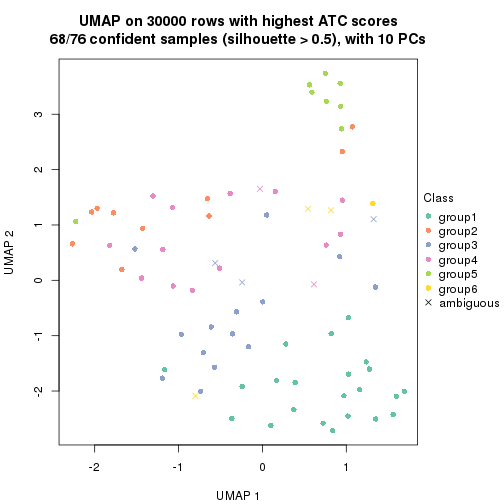 UMAP on 30000 rows with highest ATC scores
68/76 confident samples (silhouette > 0.5), with 10 PCs
3
2
1
0
-1
-2
UMAP 2
-2
-1
0
1
UMAP 1
Class
group1
group2
group3
group4
group5
group6
ambiguous